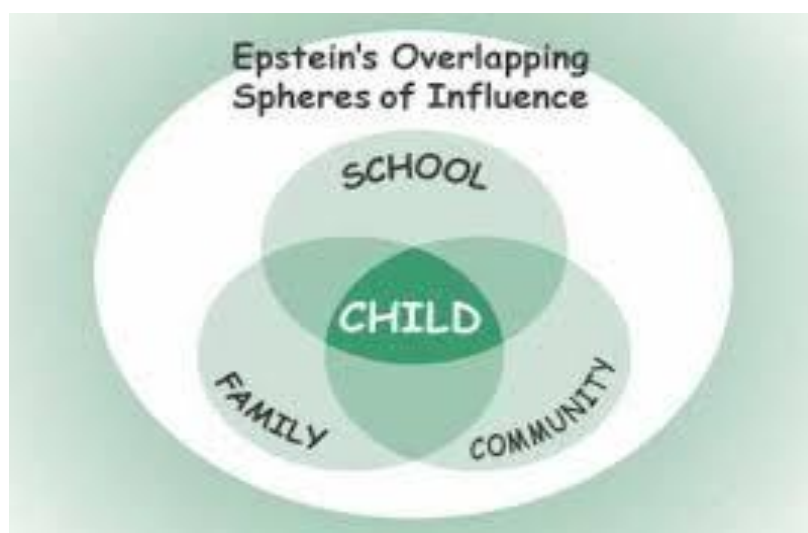 Epstein's Overlapping
Spheres of Influence
SCHOOL
CHILD
FAMILY
COMMUNITY